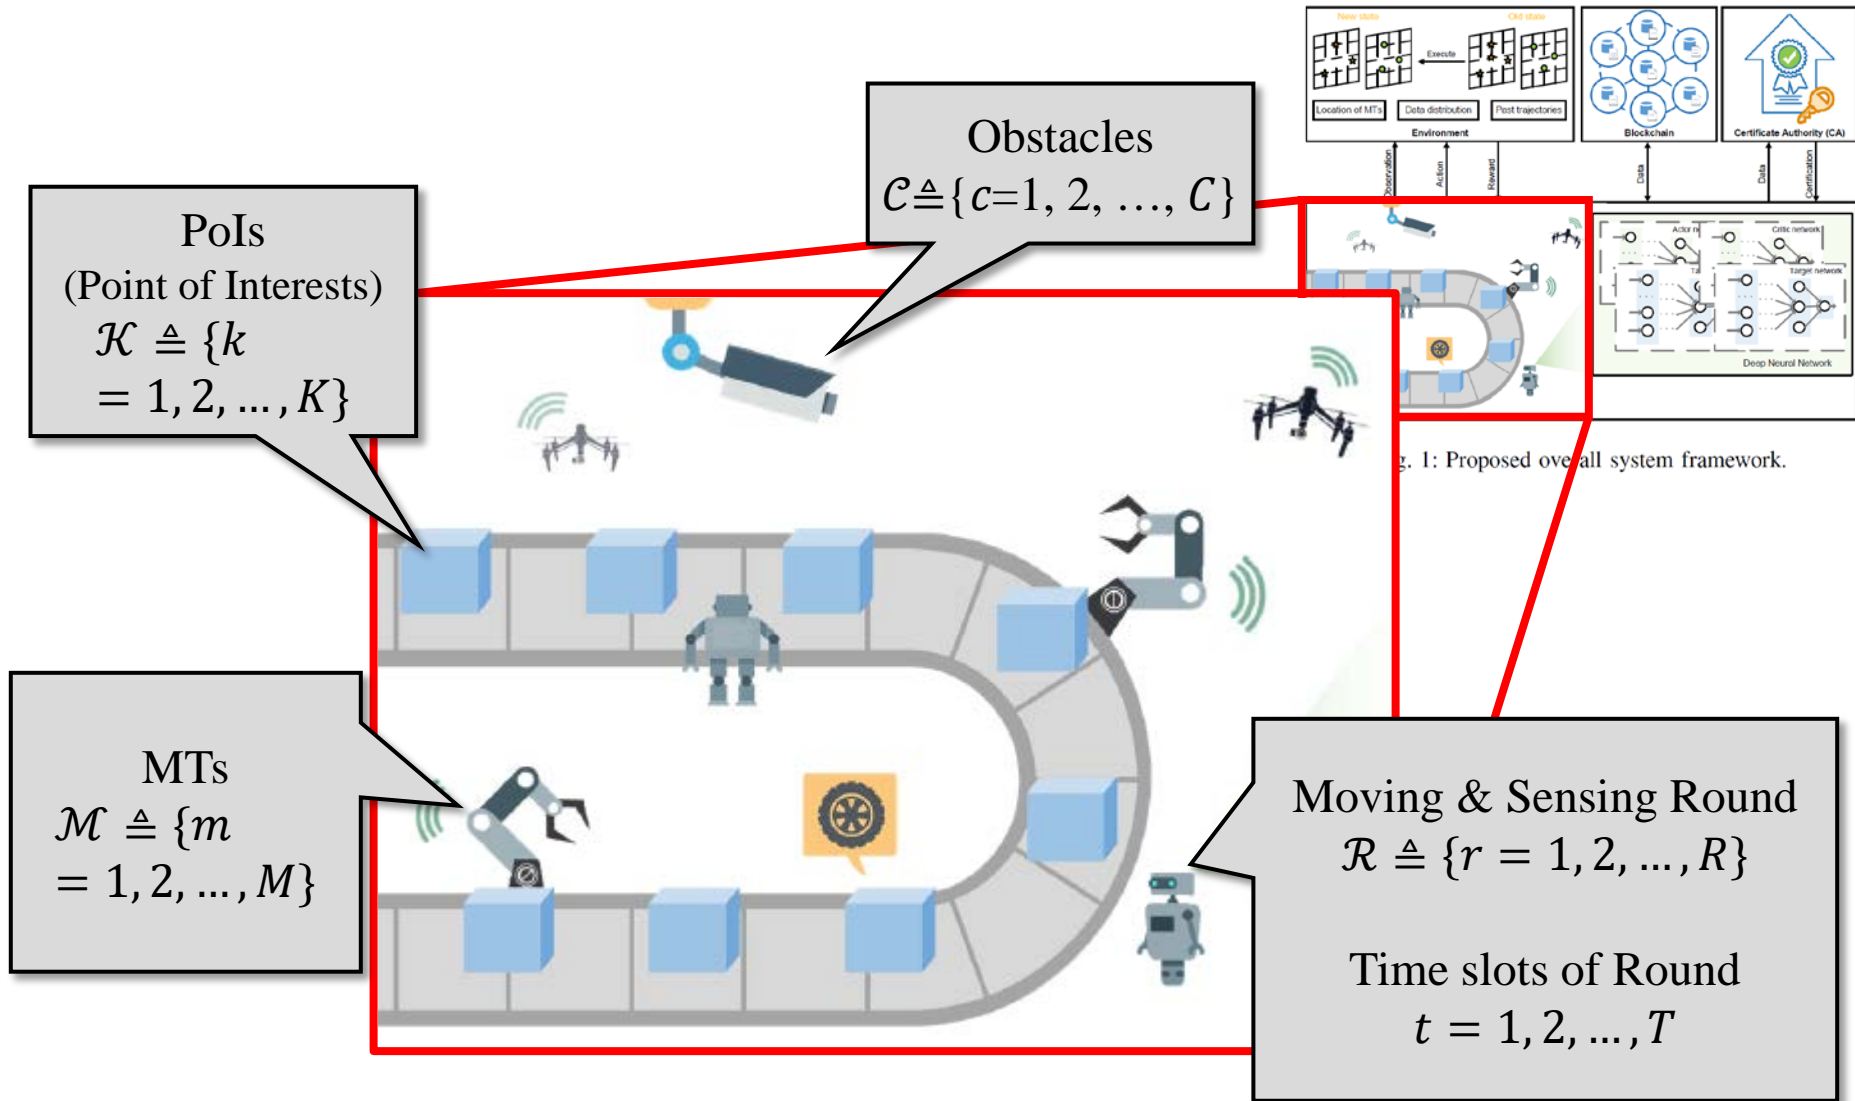 New state
Old state
Execute
Location of MTs
Data distribution
Past trajectories
Environment
Blockchain
Certificate Authority (CA)
Observation
Action
Reward
Data
Data
Certification
Critic network
Target network
Deep Neural Network
g. 1: Proposed overall system framework.
Obstacles
𝒞≜{c=1, 2, …, C}
PoIs
(Point of Interests)
𝒦 ≜ {k
= 1, 2, … , K}
MTs
ℳ ≜ {m
= 1, 2, … , M}
Moving & Sensing Round
ℛ ≜ {r = 1, 2, … , R}
Time slots of Round
t = 1, 2, … , T